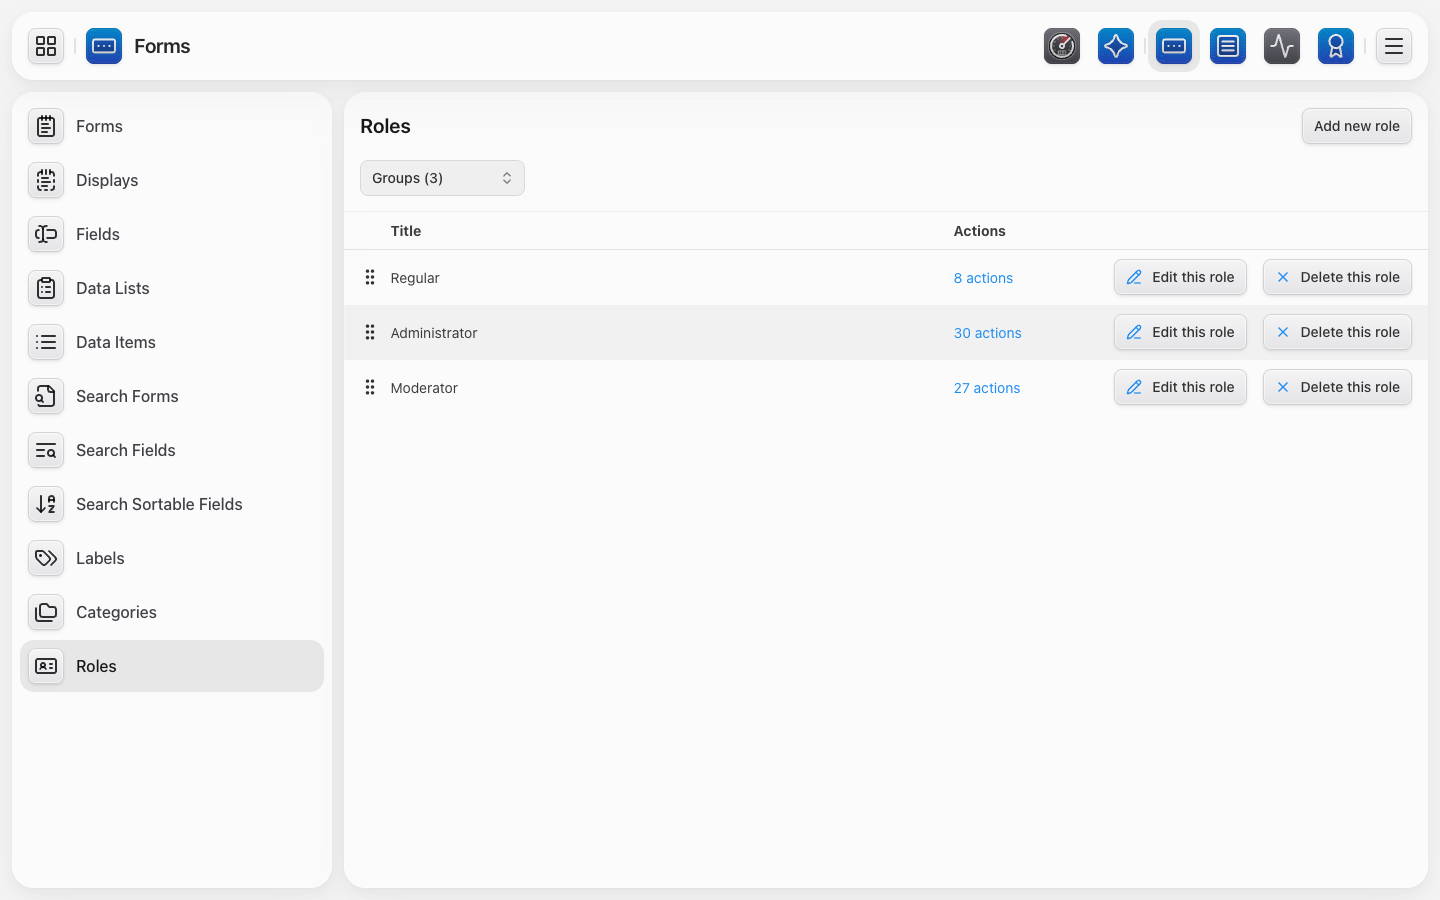 Forms
Forms
Displays
Fields
Data Lists
Data Items
Search Forms
Search Fields
Search Sortable Fields
Labels
Categories
Roles
Roles
Add new role
Groups (3)
Title Actions
Regular 8 actions Edit this role Delete this role
Administrator 30 actions Edit this role Delete this role
Moderator 27 actions Edit this role Delete this role